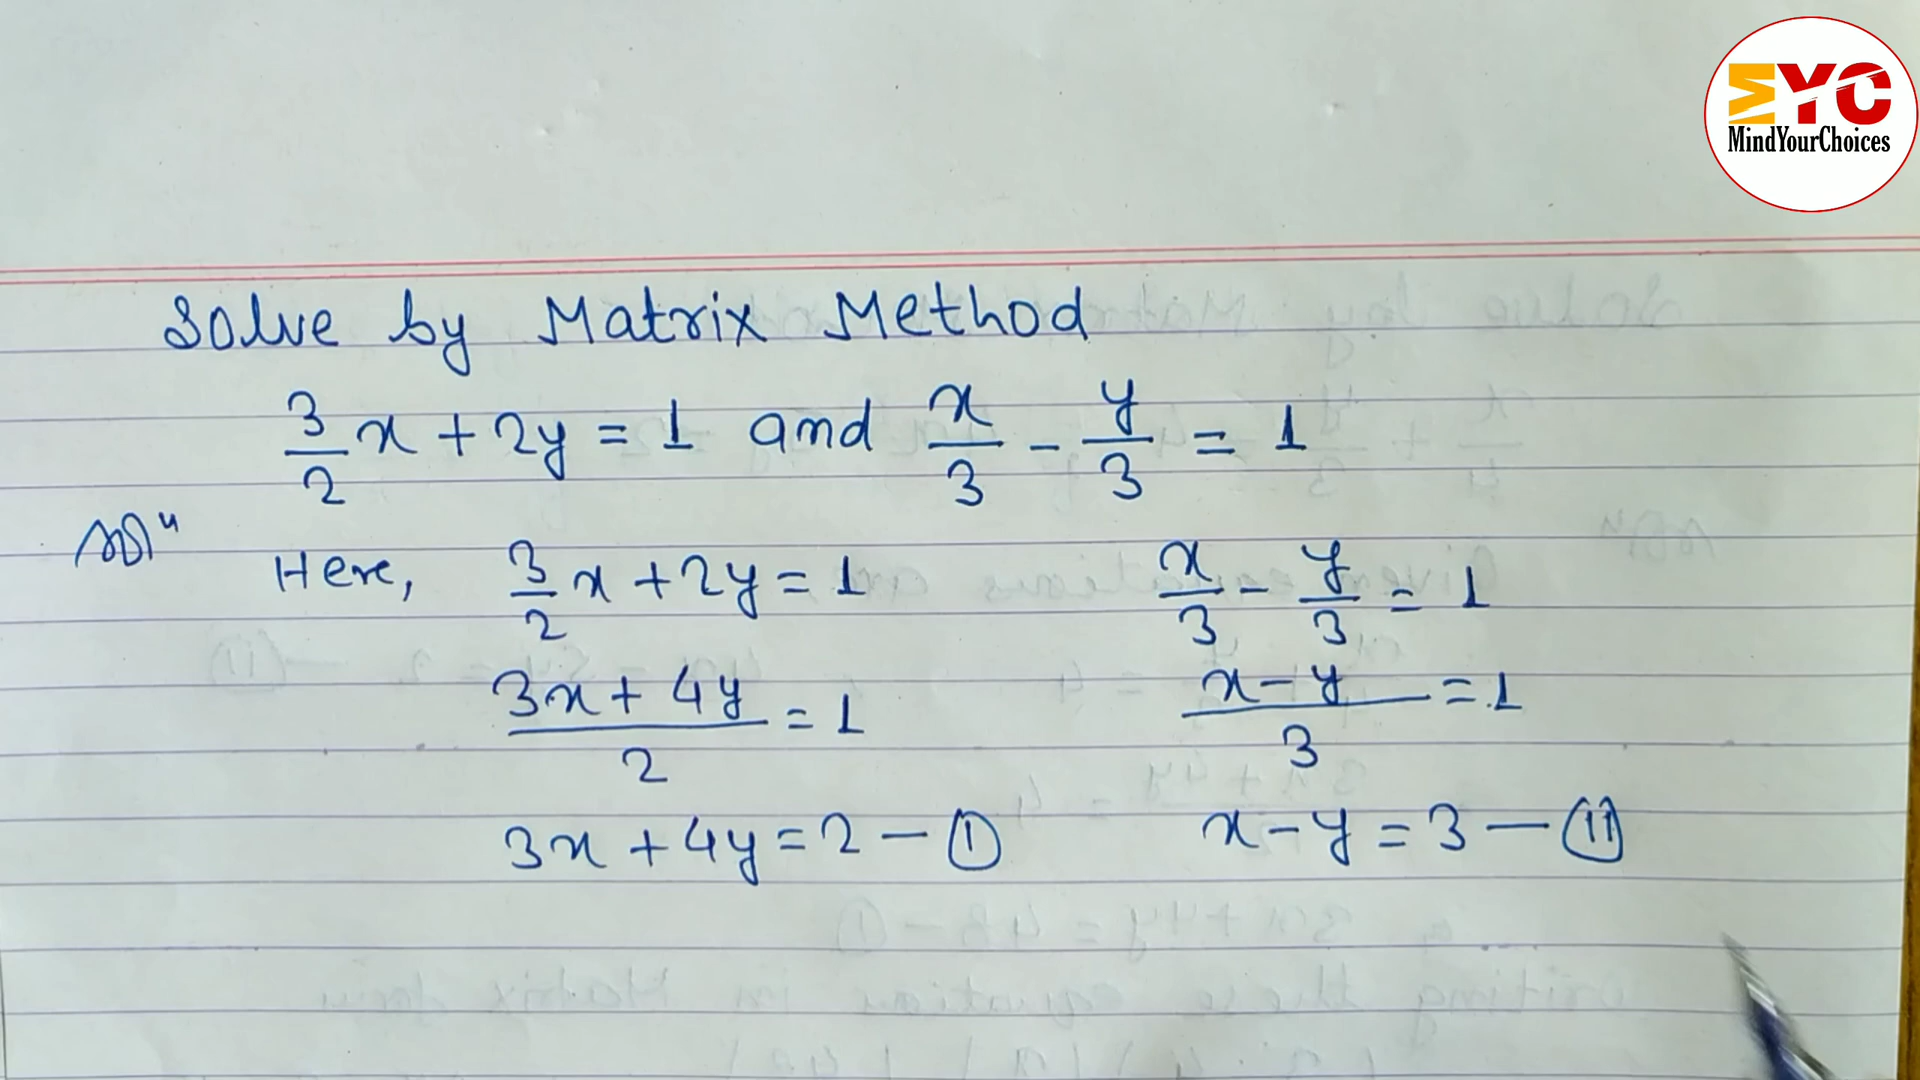 MYC
MindYourChoices
Solve by Matrix Method
3/2 x + 2y = 1 and x/3 - y/3 = 1
Soln
Here, 3/2 x + 2y = 1
x/3 - y/3 = 1
(3x + 4y)/2 = 1
(x - y)/3 = 1
3x + 4y = 2 — (I)
x - y = 3 — (II)